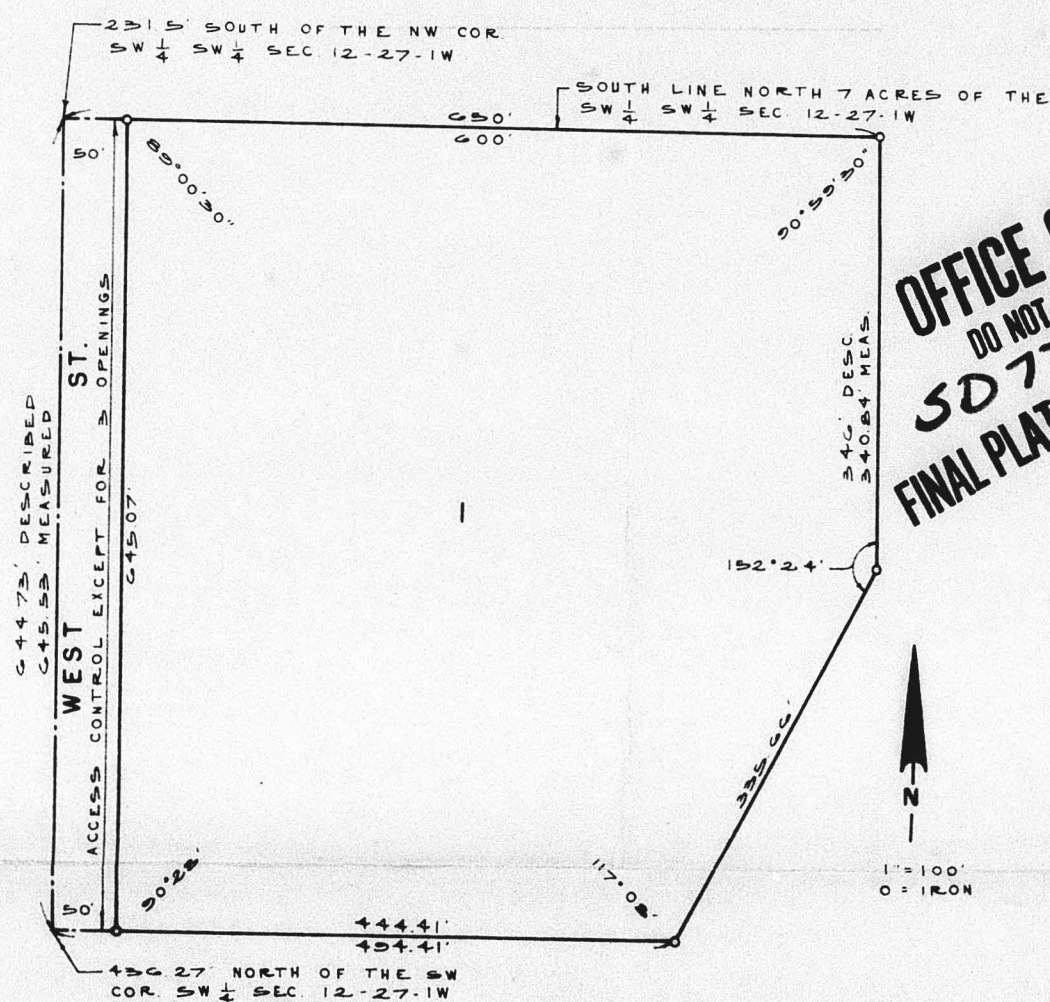 231.5' SOUTH OF THE NW COR
SW 1/4 SW 1/4 SEC. 12-27-1W
SOUTH LINE NORTH 7 ACRES OF THE
SW 1/4 SW 1/4 SEC. 12-27-1W
650'
600'
50'
89°00'30"
90°59'30"
OFFICE
DO NOT
SD 77
FINAL PLAT
346' DESC.
340.84' MEAS.
644.73' DESCRIBED
645.53' MEASURED
WEST ST.
ACCESS CONTROL EXCEPT FOR 3 OPENINGS
645.07'
1
152°24'
335.66'
N
1"=100'
O = IRON
50'
90°28'
117°08'
444.41'
494.41'
436.27' NORTH OF THE SW
COR. SW 1/4 SEC. 12-27-1W